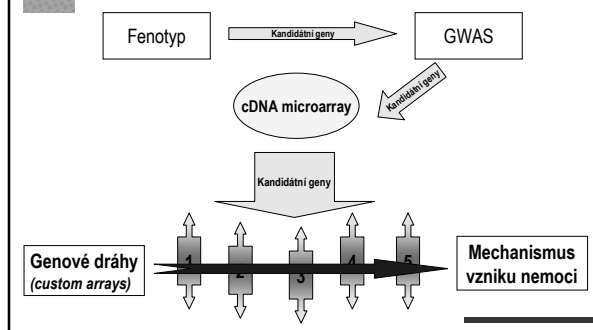 Fenotyp
Kandidátní geny
GWAS
Kandidátní geny
cDNA microarray
Kandidátní geny
1
2
3
4
5
Genové dráhy
(custom arrays)
Mechanismus
vzniku nemoci